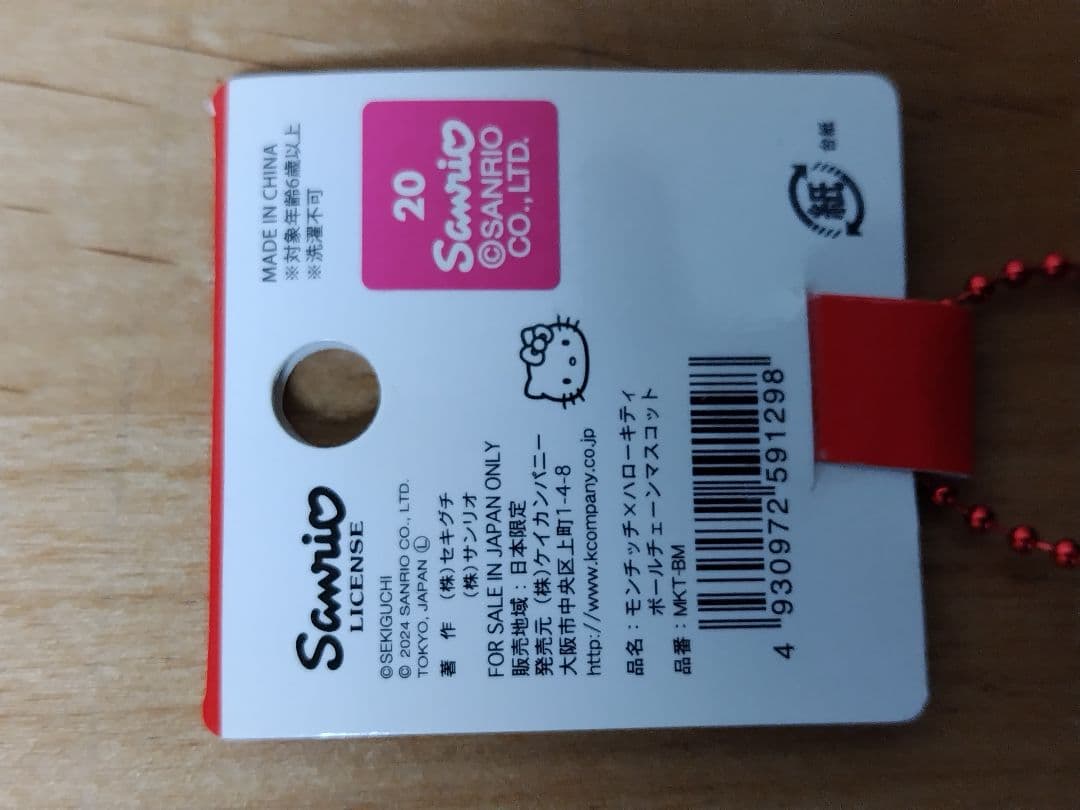 Sanrio
LICENSE
©SEKIGUCHI
© 2024 SANRIO CO., LTD.
TOKYO, JAPAN Ⓛ
著 作 (株)セキグチ
(株)サンリオ
FOR SALE IN JAPAN ONLY
販売地域：日本限定
発売元 (株)ケイカンパニー
大阪市中央区上町1-4-8
http://www.kcompany.co.jp
品名：モンチッチ×ハローキティ
ボールチェーンマスコット
品番：MKT-BM
4 930972 591298
MADE IN CHINA
※対象年齢6歳以上
※洗濯不可
20
Sanrio
©SANRIO
CO., LTD.
紙
台紙